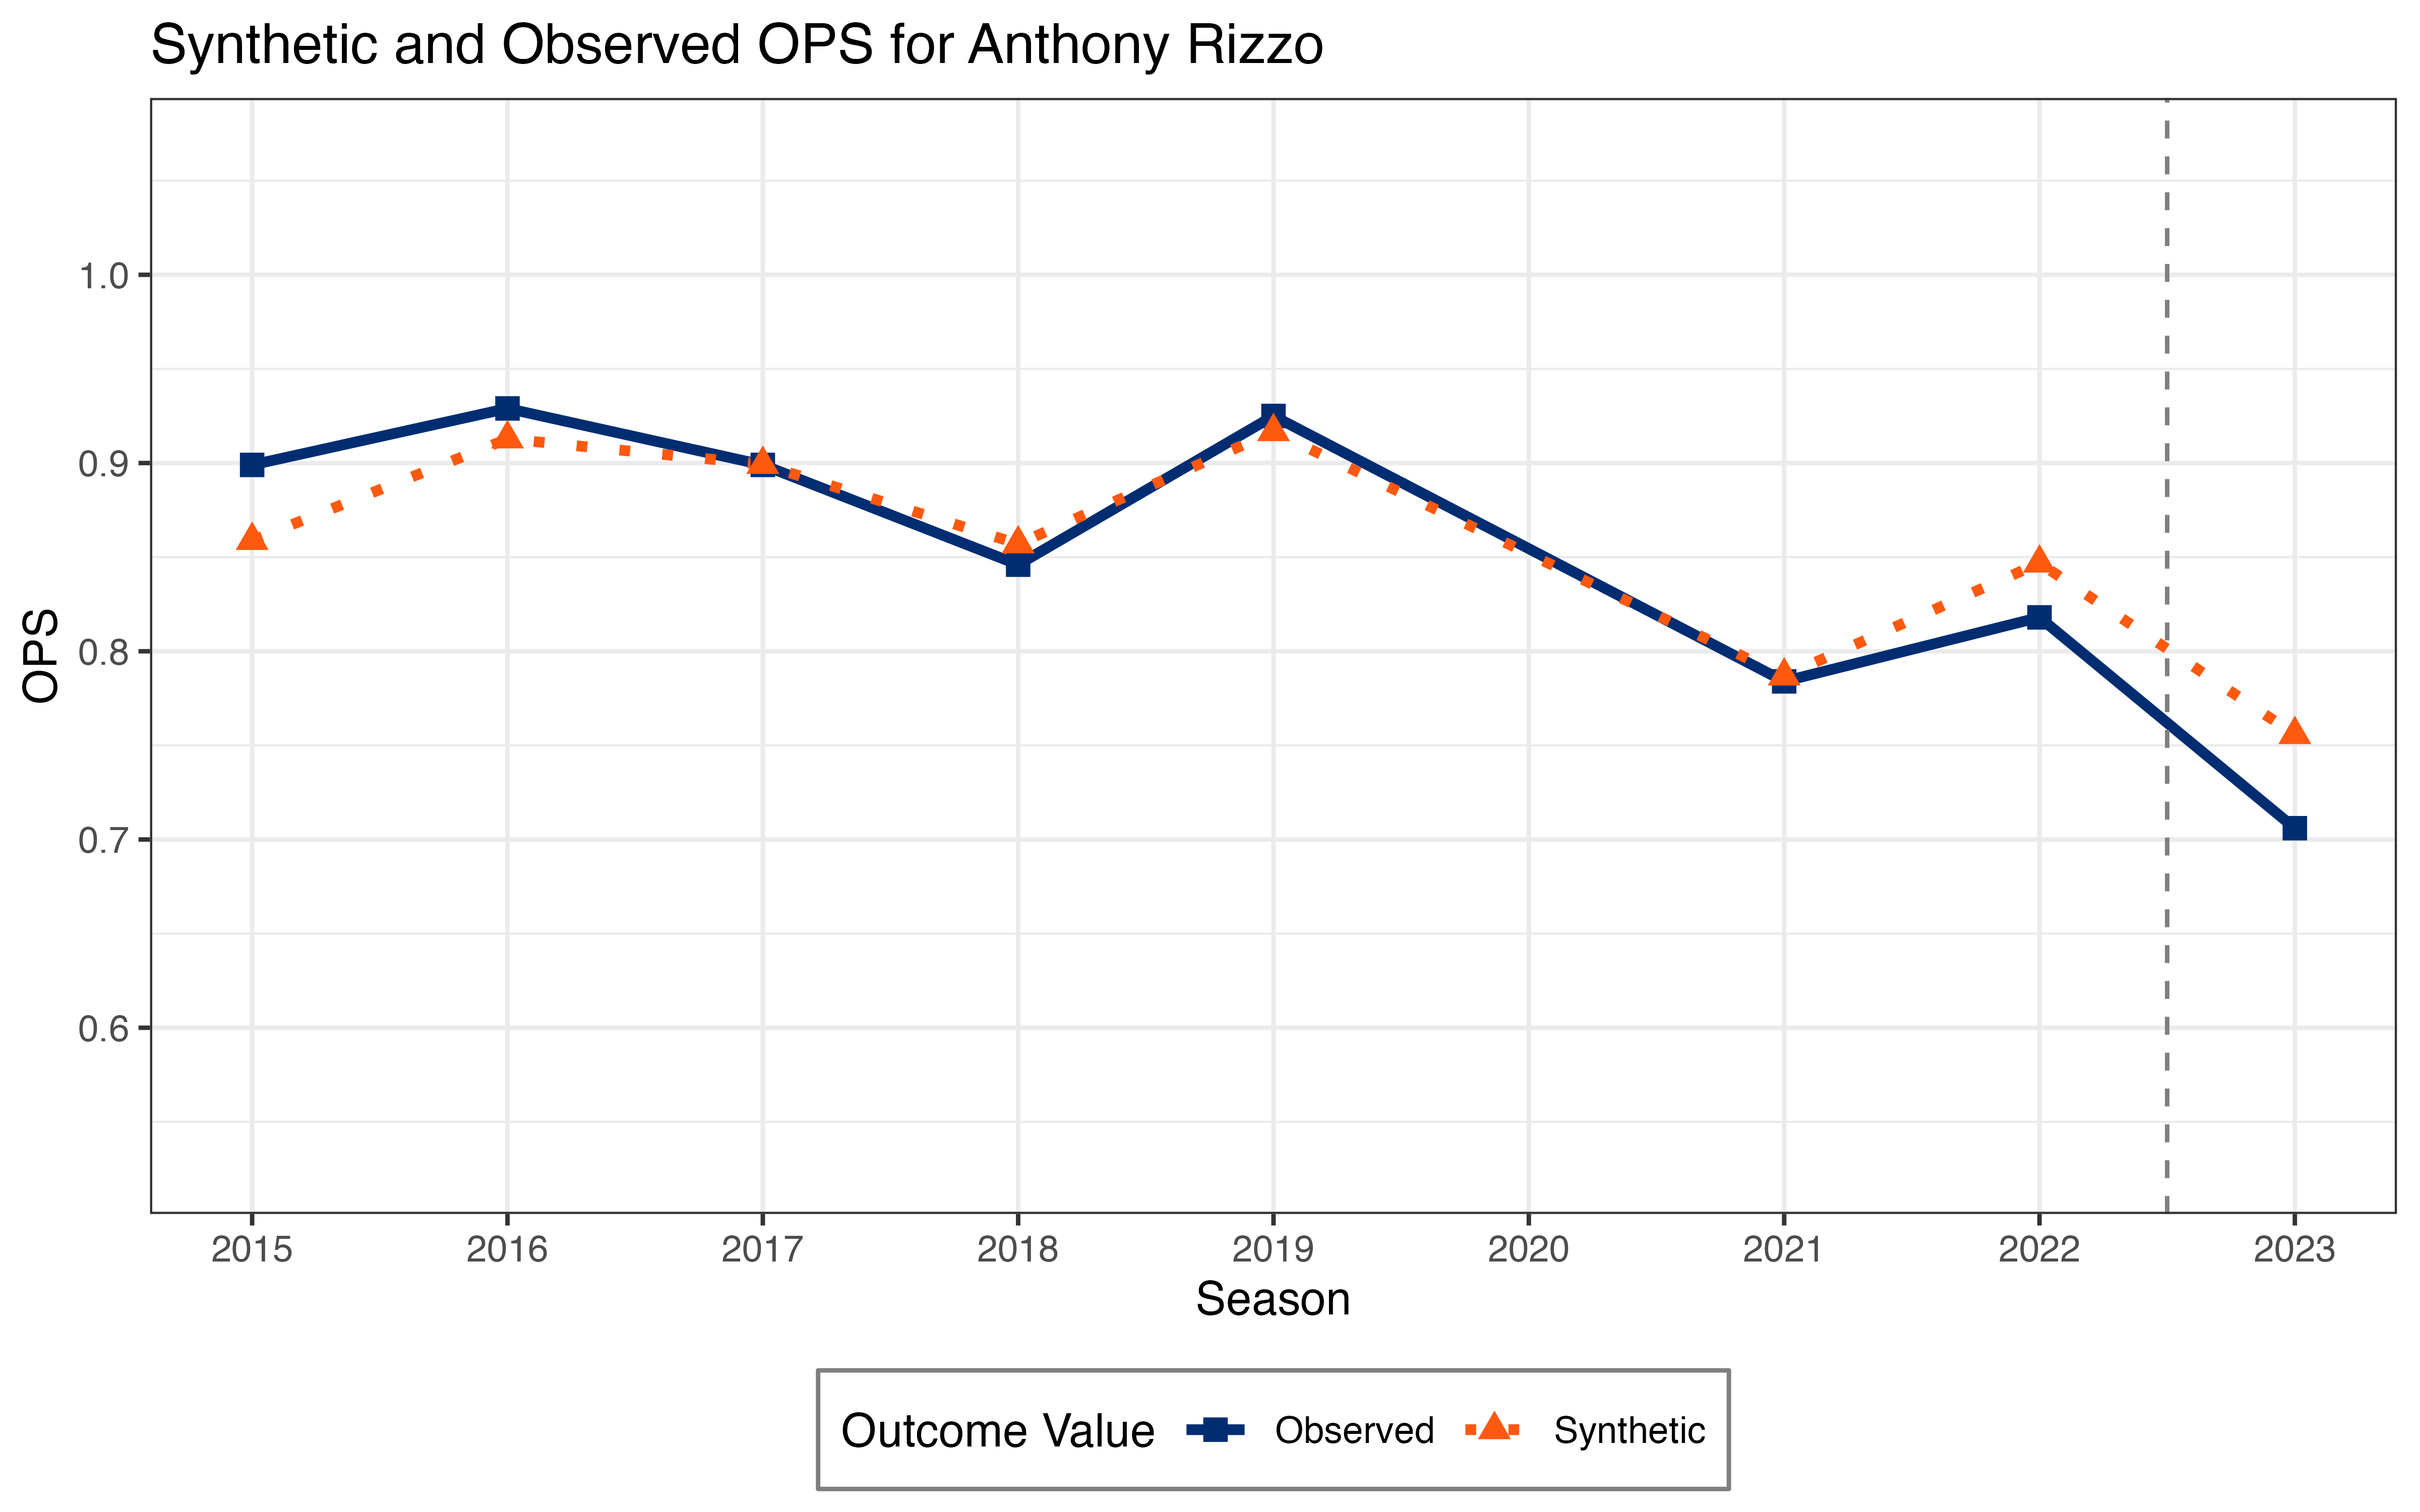 Synthetic and Observed OPS for Anthony Rizzo
OPS
1.0
0.9
0.8
0.7
0.6
2015 2016 2017 2018 2019 2020 2021 2022 2023
Season
Outcome Value Observed Synthetic